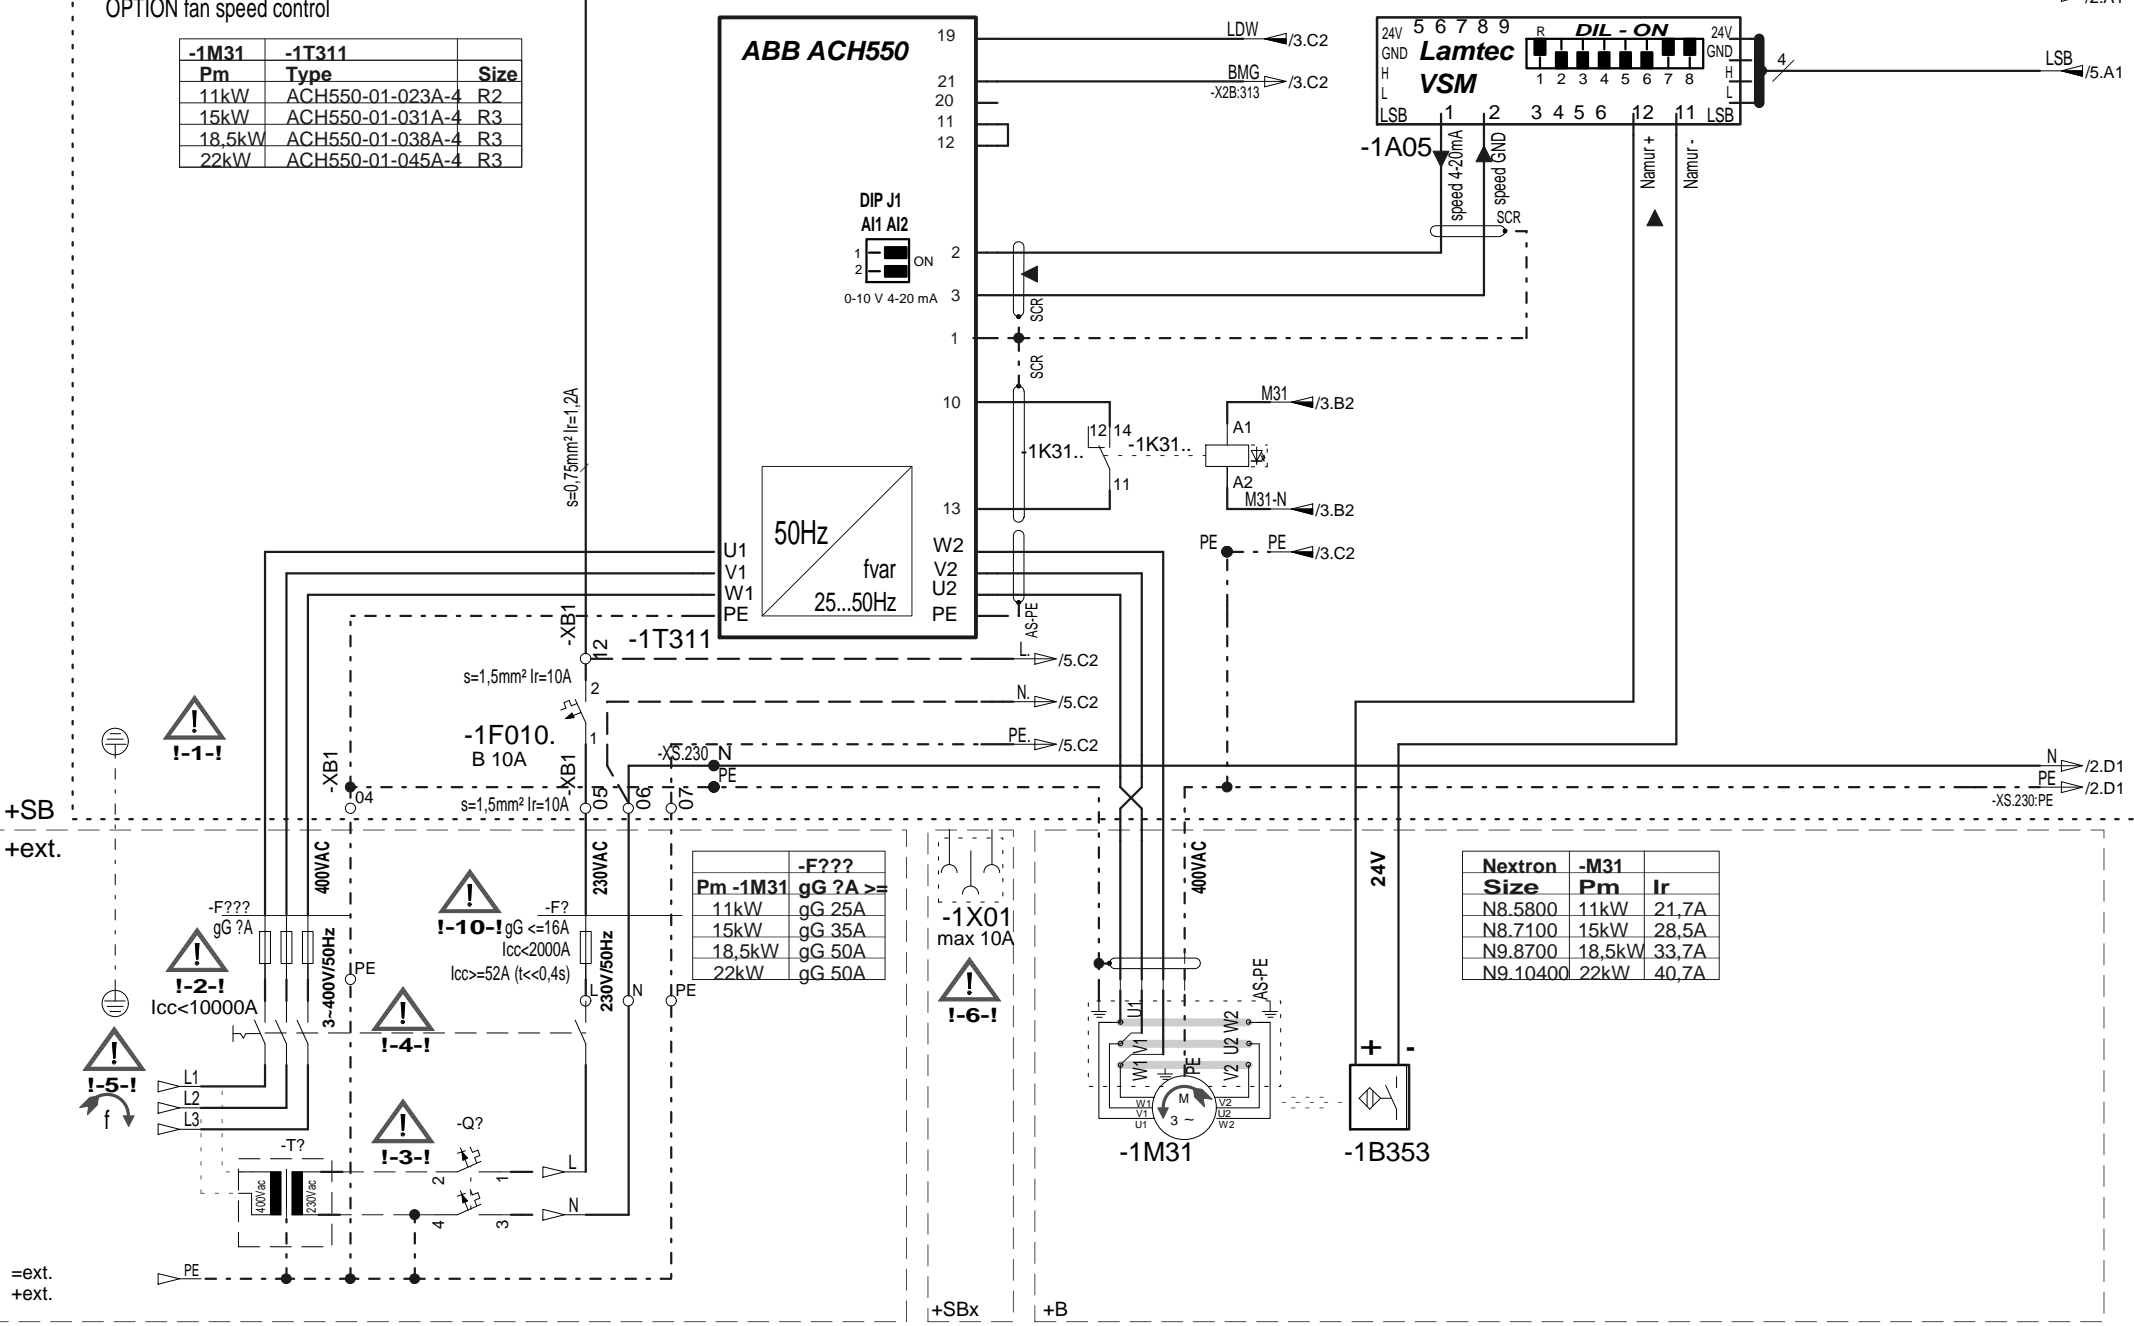 OPTION fan speed control
-1M31 -1T311
Pm Type Size
11kW ACH550-01-023A-4 R2
15kW ACH550-01-031A-4 R3
18,5kW ACH550-01-038A-4 R3
22kW ACH550-01-045A-4 R3
ABB ACH550
19
21
20
11
12
LDW /3.C2
BMG /3.C2
-X2B:313
24V 5 6 7 8 9 R DIL - ON 24V
GND Lamtec GND
H VSM 1 2 3 4 5 6 7 8 H
L L
LSB 1 2 3 4 5 6 12 11 LSB
4
LSB /5.A1
-1A05
speed 4-20mA
speed GND
SCR
Namur +
Namur -
DIP J1
AI1 AI2
1
2
ON
0-10 V 4-20 mA
2
3
1
SCR
SCR
10
13
12 14
-1K31..
11
-1K31..
M31 /3.B2
A1
A2
M31-N /3.B2
PE PE /3.C2
s=0,75mm² Ir=1,2A
50Hz
fvar
25...50Hz
U1
V1
W1
PE
W2
V2
U2
PE
AS-PE
-1T311
-XB1
12
L. /5.C2
s=1,5mm² Ir=10A
2
N. /5.C2
-1F010.
B 10A
1
PE. /5.C2
-XS.230 N
PE
N /2.D1
PE /2.D1
-XS.230:PE
!
!-1-!
-XB1
04
-XB1
s=1,5mm² Ir=10A
05
06
07
+SB
+ext.
400VAC
230VAC
-F???
Pm -1M31 gG ?A >=
11kW gG 25A
15kW gG 35A
18,5kW gG 50A
22kW gG 50A
-1X01
max 10A
!
!-6-!
400VAC
24V
Nextron -M31
Size Pm Ir
N8.5800 11kW 21,7A
N8.7100 15kW 28,5A
N9.8700 18,5kW 33,7A
N9.10400 22kW 40,7A
-F???
gG ?A
!
!-2-!
Icc<10000A
3~400V/50Hz
PE
!
!-10-!
-F?
gG <=16A
Icc<2000A
Icc>=52A (t<<0,4s)
230V/50Hz
L N PE
!
!-4-!
!
!-5-!
f
L1
L2
L3
!
!-3-!
-Q?
-T?
400Vac
230Vac
2 1
L
4 3
N
PE
=ext.
+ext.
AS-PE
U1 W2
V1 U2
W1 V2
PE
W1 M V2
V1 U2
U1 3 ~ W2
-1M31
+ -
-1B353
+SBx
+B